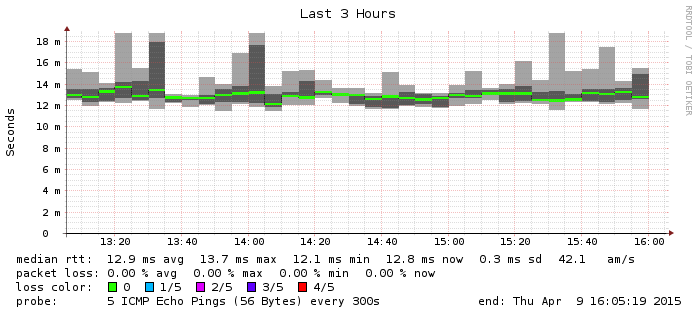 Last 3 Hours
RRDTOOL / TOBI OETIKER
Seconds
18 m
16 m
14 m
12 m
10 m
8 m
6 m
4 m
2 m
0
13:20 13:40 14:00 14:20 14:40 15:00 15:20 15:40 16:00
median rtt: 12.9 ms avg 13.7 ms max 12.1 ms min 12.8 ms now 0.3 ms sd 42.1 am/s
packet loss: 0.00 % avg 0.00 % max 0.00 % min 0.00 % now
loss color: 0 1/5 2/5 3/5 4/5
probe: 5 ICMP Echo Pings (56 Bytes) every 300s end: Thu Apr 9 16:05:19 2015